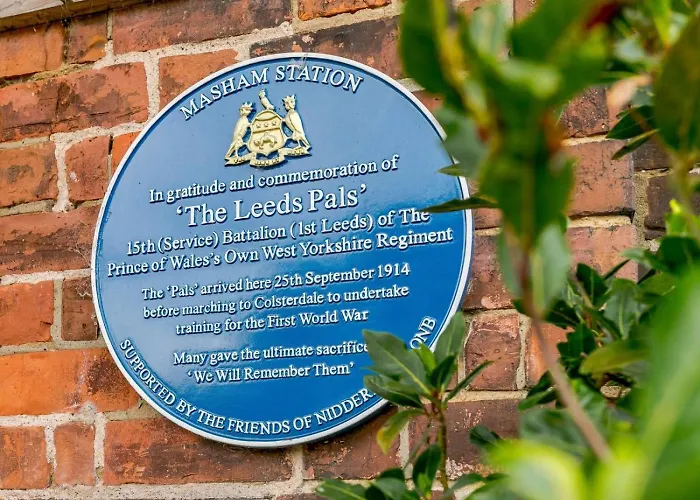 MASHAM STATION
In gratitude and commemoration of
'The Leeds Pals'
15th (Service) Battalion (1st Leeds) of The
Prince of Wales's Own West Yorkshire Regiment
The 'Pals' arrived here 25th September 1914
before marching to Colsterdale to undertake
training for the First World War
Many gave the ultimate sacrifice
'We Will Remember Them'
SUPPORTED BY THE FRIENDS OF